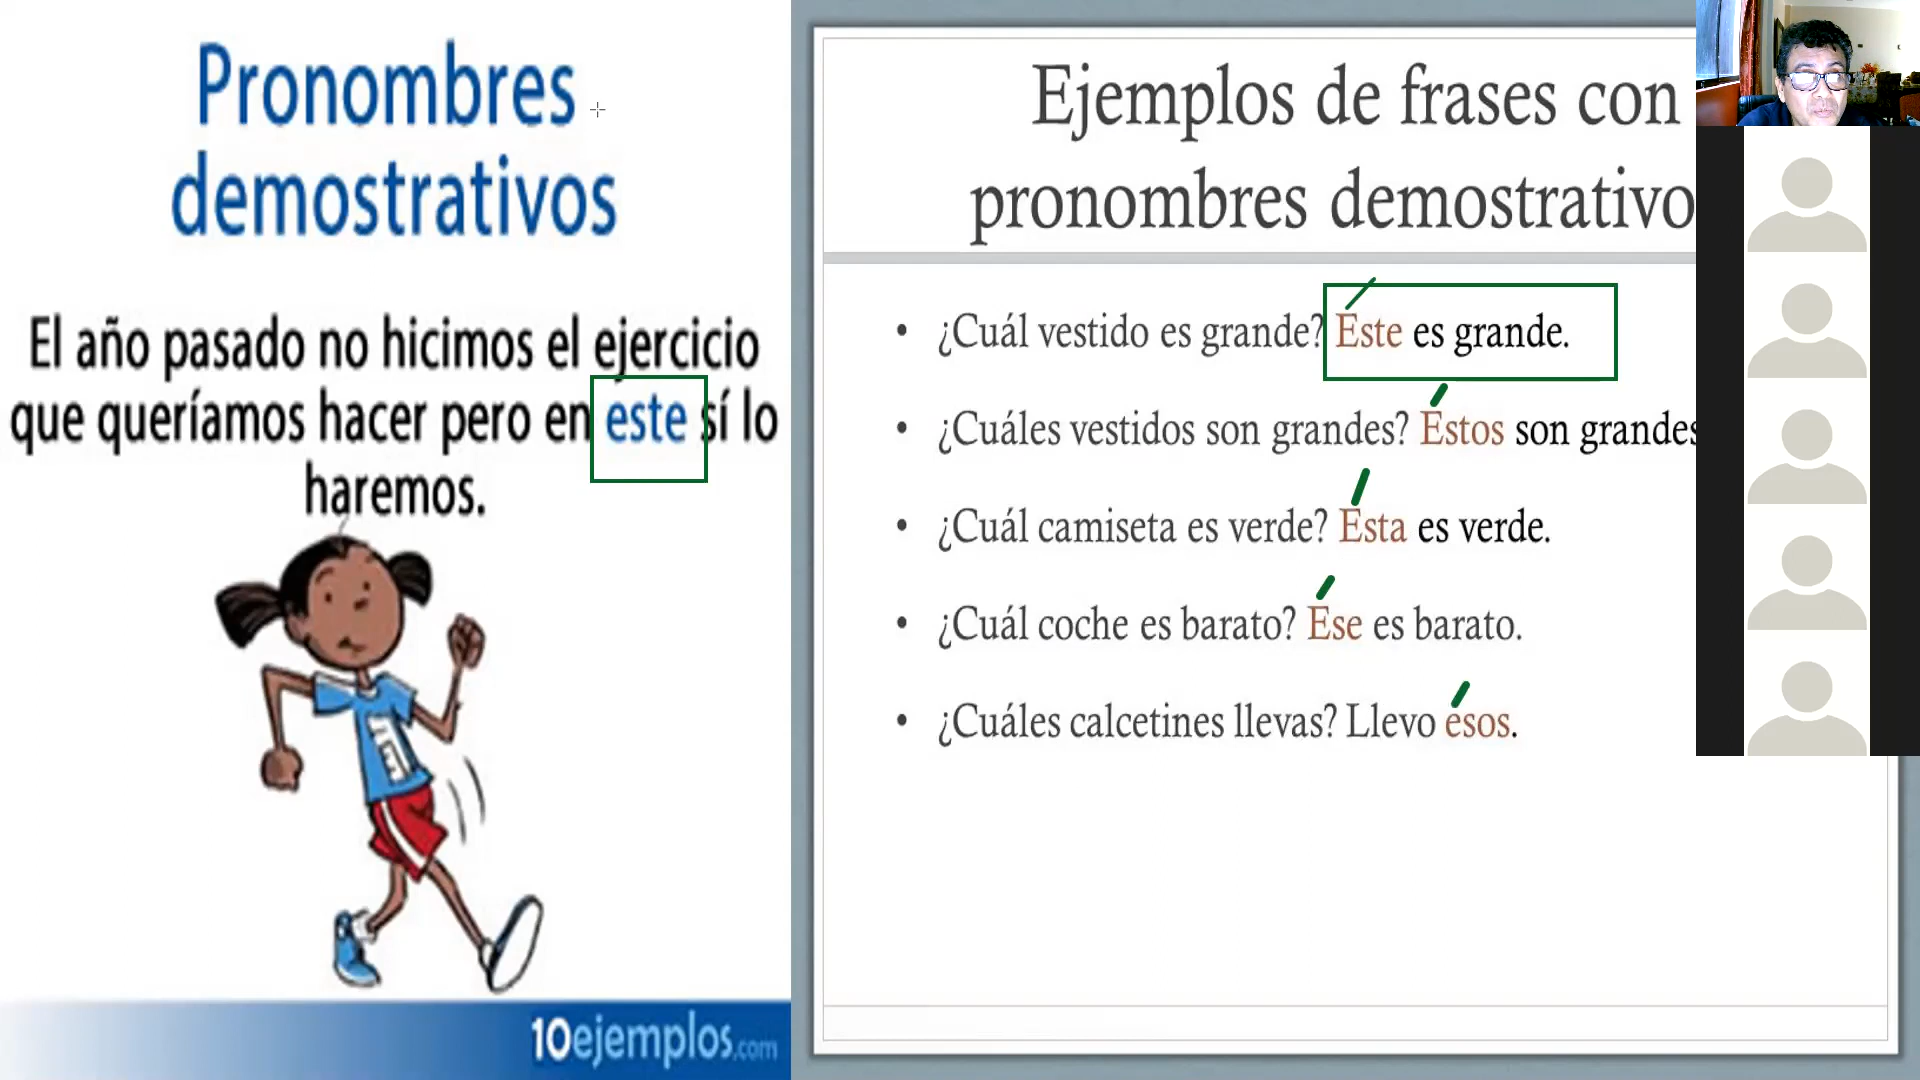 Pronombres
demostrativos
El año pasado no hicimos el ejercicio
que queríamos hacer pero en este sí lo
haremos.
10ejemplos.com
Ejemplos de frases con
pronombres demostrativo
• ¿Cuál vestido es grande? Éste es grande.
• ¿Cuáles vestidos son grandes? Éstos son grandes
• ¿Cuál camiseta es verde? Ésta es verde.
• ¿Cuál coche es barato? Ése es barato.
• ¿Cuáles calcetines llevas? Llevo ésos.